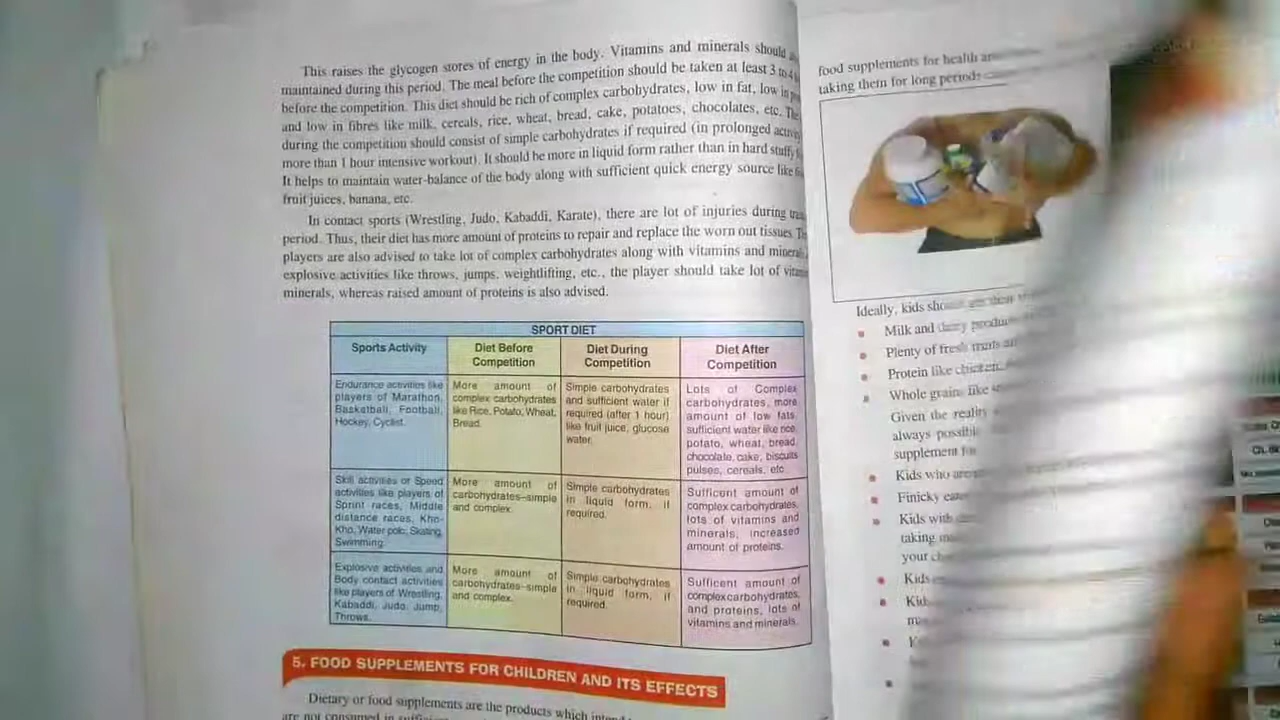 This raises the glycogen stores of energy in the body. Vitamins and minerals should
maintained during this period. The meal before the competition should be taken at least 3 to 4
before the competition. This diet should be rich of complex carbohydrates, low in fat, low in
and low in fibres like milk, cereals, rice, wheat, bread, cake, potatoes, chocolates, etc. The
during the competition should consist of simple carbohydrates if required (in prolonged
more than 1 hour intensive workout). It should be more in liquid form rather than in hard stuffy
It helps to maintain water-balance of the body along with sufficient quick energy source like
fruit juices, banana, etc.
In contact sports (Wrestling, Judo, Kabaddi, Karate), there are lot of injuries during
period. Thus, their diet has more amount of proteins to repair and replace the worn out tissues.
players are also advised to take lot of complex carbohydrates along with vitamins and
explosive activities like throws, jumps, weightlifting, etc., the player should take lot of
minerals, whereas raised amount of proteins is also advised.
SPORT DIET
Sports Activity
Diet Before
Competition
Diet During
Competition
Diet After
Competition
Endurance activities like
players of Marathon,
Basketball, Football,
Hockey, Cyclist.
More amount of
complex carbohydrates
like Rice, Potato, Wheat,
Bread.
Simple carbohydrates
and sufficient water if
required (after 1 hour)
like fruit juice, glucose
water.
Lots of Complex
carbohydrates, more
amount of low fats,
sufficient water like rice,
potato, wheat, bread,
chocolate, cake, biscuits
pulses, cereals, etc.
Skill activities or Speed
activities like players of
Sprint races, Middle
distance races, Kho-
Kho, Water polo, Skating,
Swimming.
More amount of
carbohydrates–simple
and complex.
Simple carbohydrates
in liquid form, if
required.
Sufficent amount of
complex carbohydrates,
lots of vitamins and
minerals, increased
amount of proteins.
Explosive activities and
Body contact activities
like players of Wrestling,
Kabaddi, Judo, Jump,
Throws.
More amount of
carbohydrates–simple
and complex.
Simple carbohydrates
in liquid form, if
required.
Sufficent amount of
complex carbohydrates,
and proteins, lots of
vitamins and minerals.
5. FOOD SUPPLEMENTS FOR CHILDREN AND ITS EFFECTS
Dietary or food supplements are the products which
are not consumed in
food supplements for health
taking them for long periods
Ideally, kids
Milk and dairy
Plenty of fresh
Protein like chicken,
Whole grains like
Given the reality
always
supplement for
Kids who are
Finicky
Kids with
taking
your
Kids